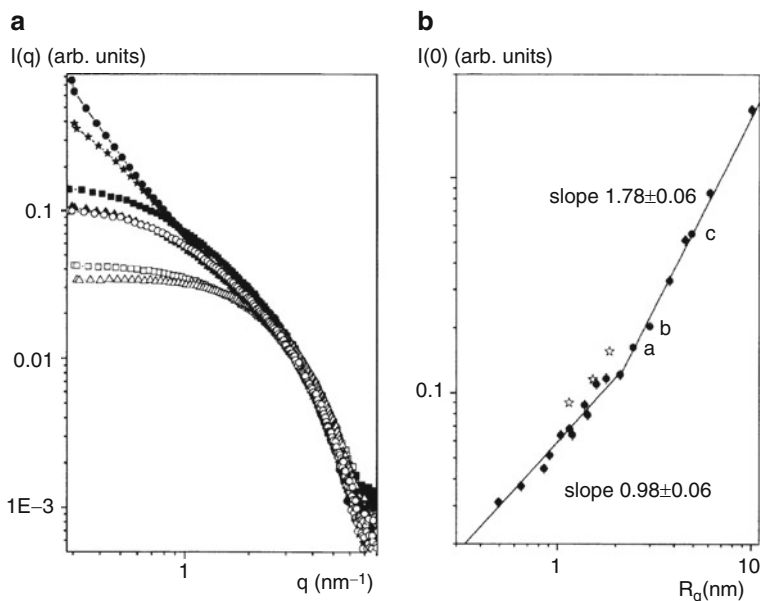 a
I(q) (arb. units)
0.1
0.01
1E−3
1
q (nm⁻¹)
b
I(0) (arb. units)
slope 1.78±0.06
c
b
a
0.1
slope 0.98±0.06
1
10
Rg(nm)